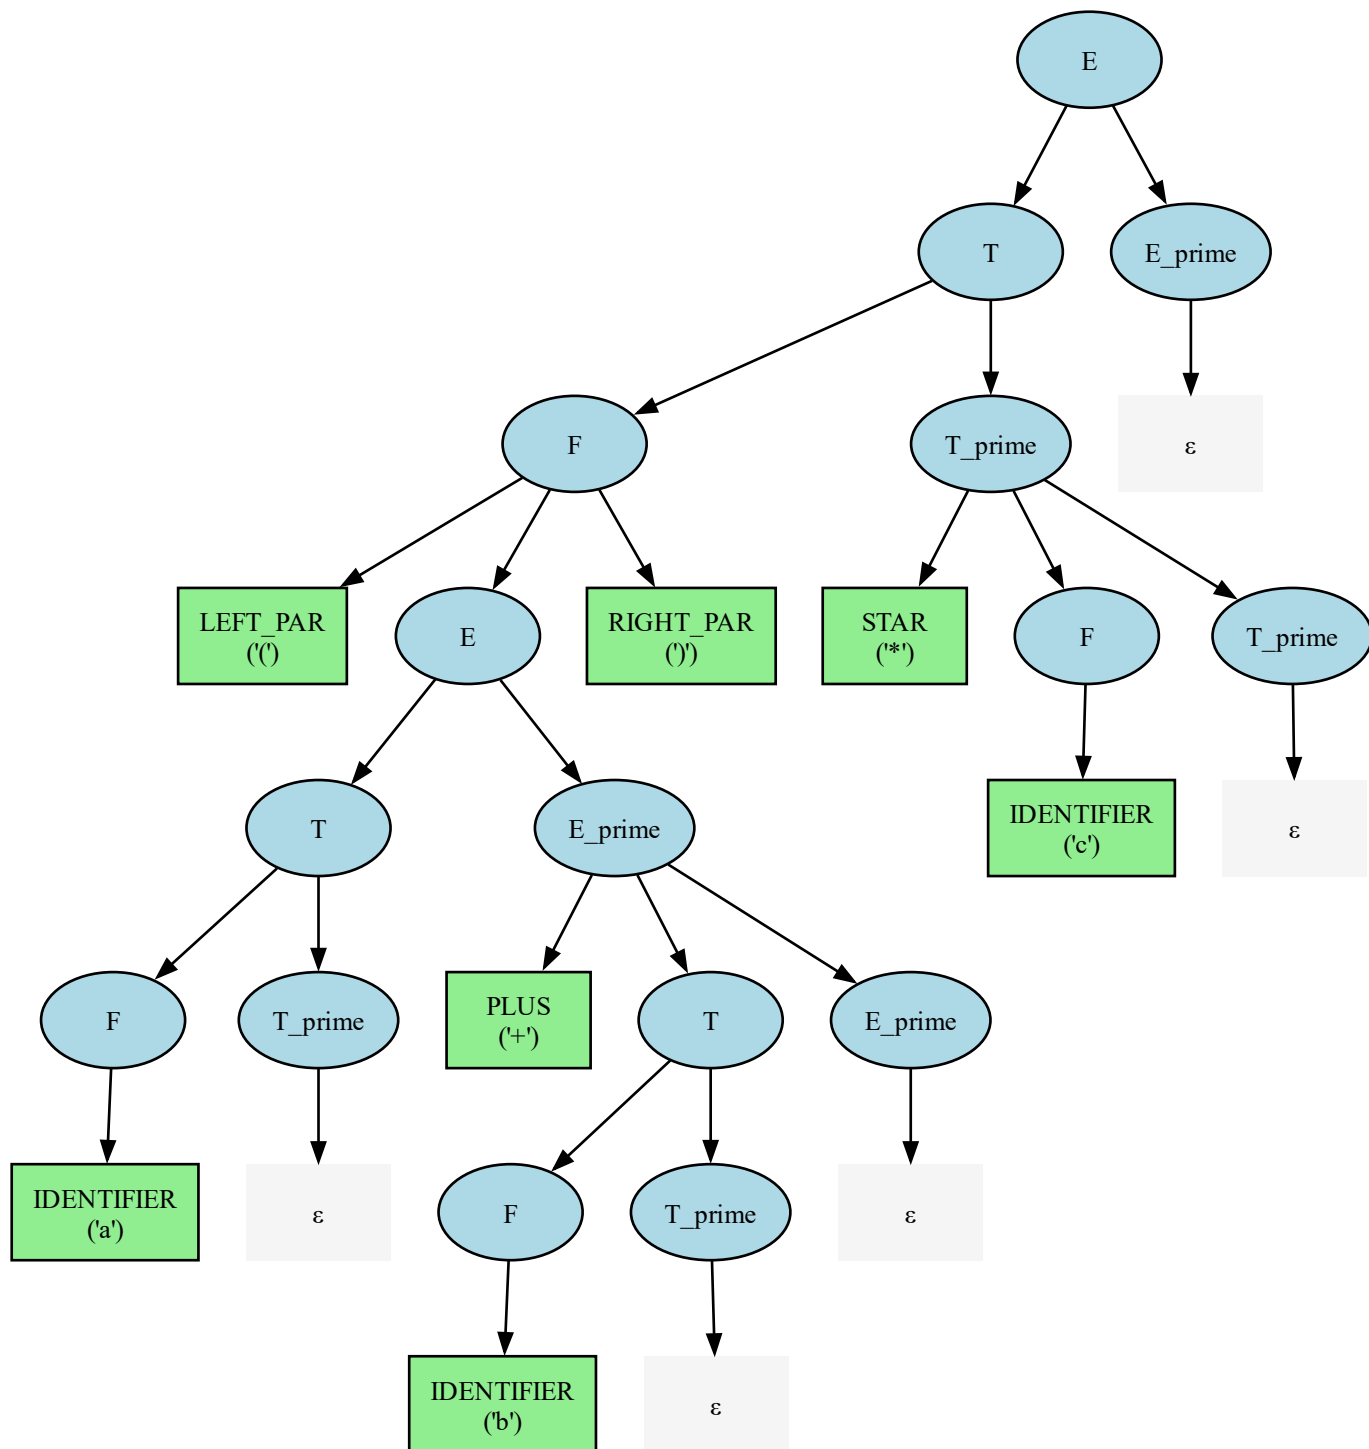 E
T
E_prime
F
T_prime
ε
LEFT_PAR
('(')
E
RIGHT_PAR
(')')
STAR
('*')
F
T_prime
T
E_prime
IDENTIFIER
('c')
ε
F
T_prime
PLUS
('+')
T
E_prime
IDENTIFIER
('a')
ε
F
T_prime
ε
IDENTIFIER
('b')
ε